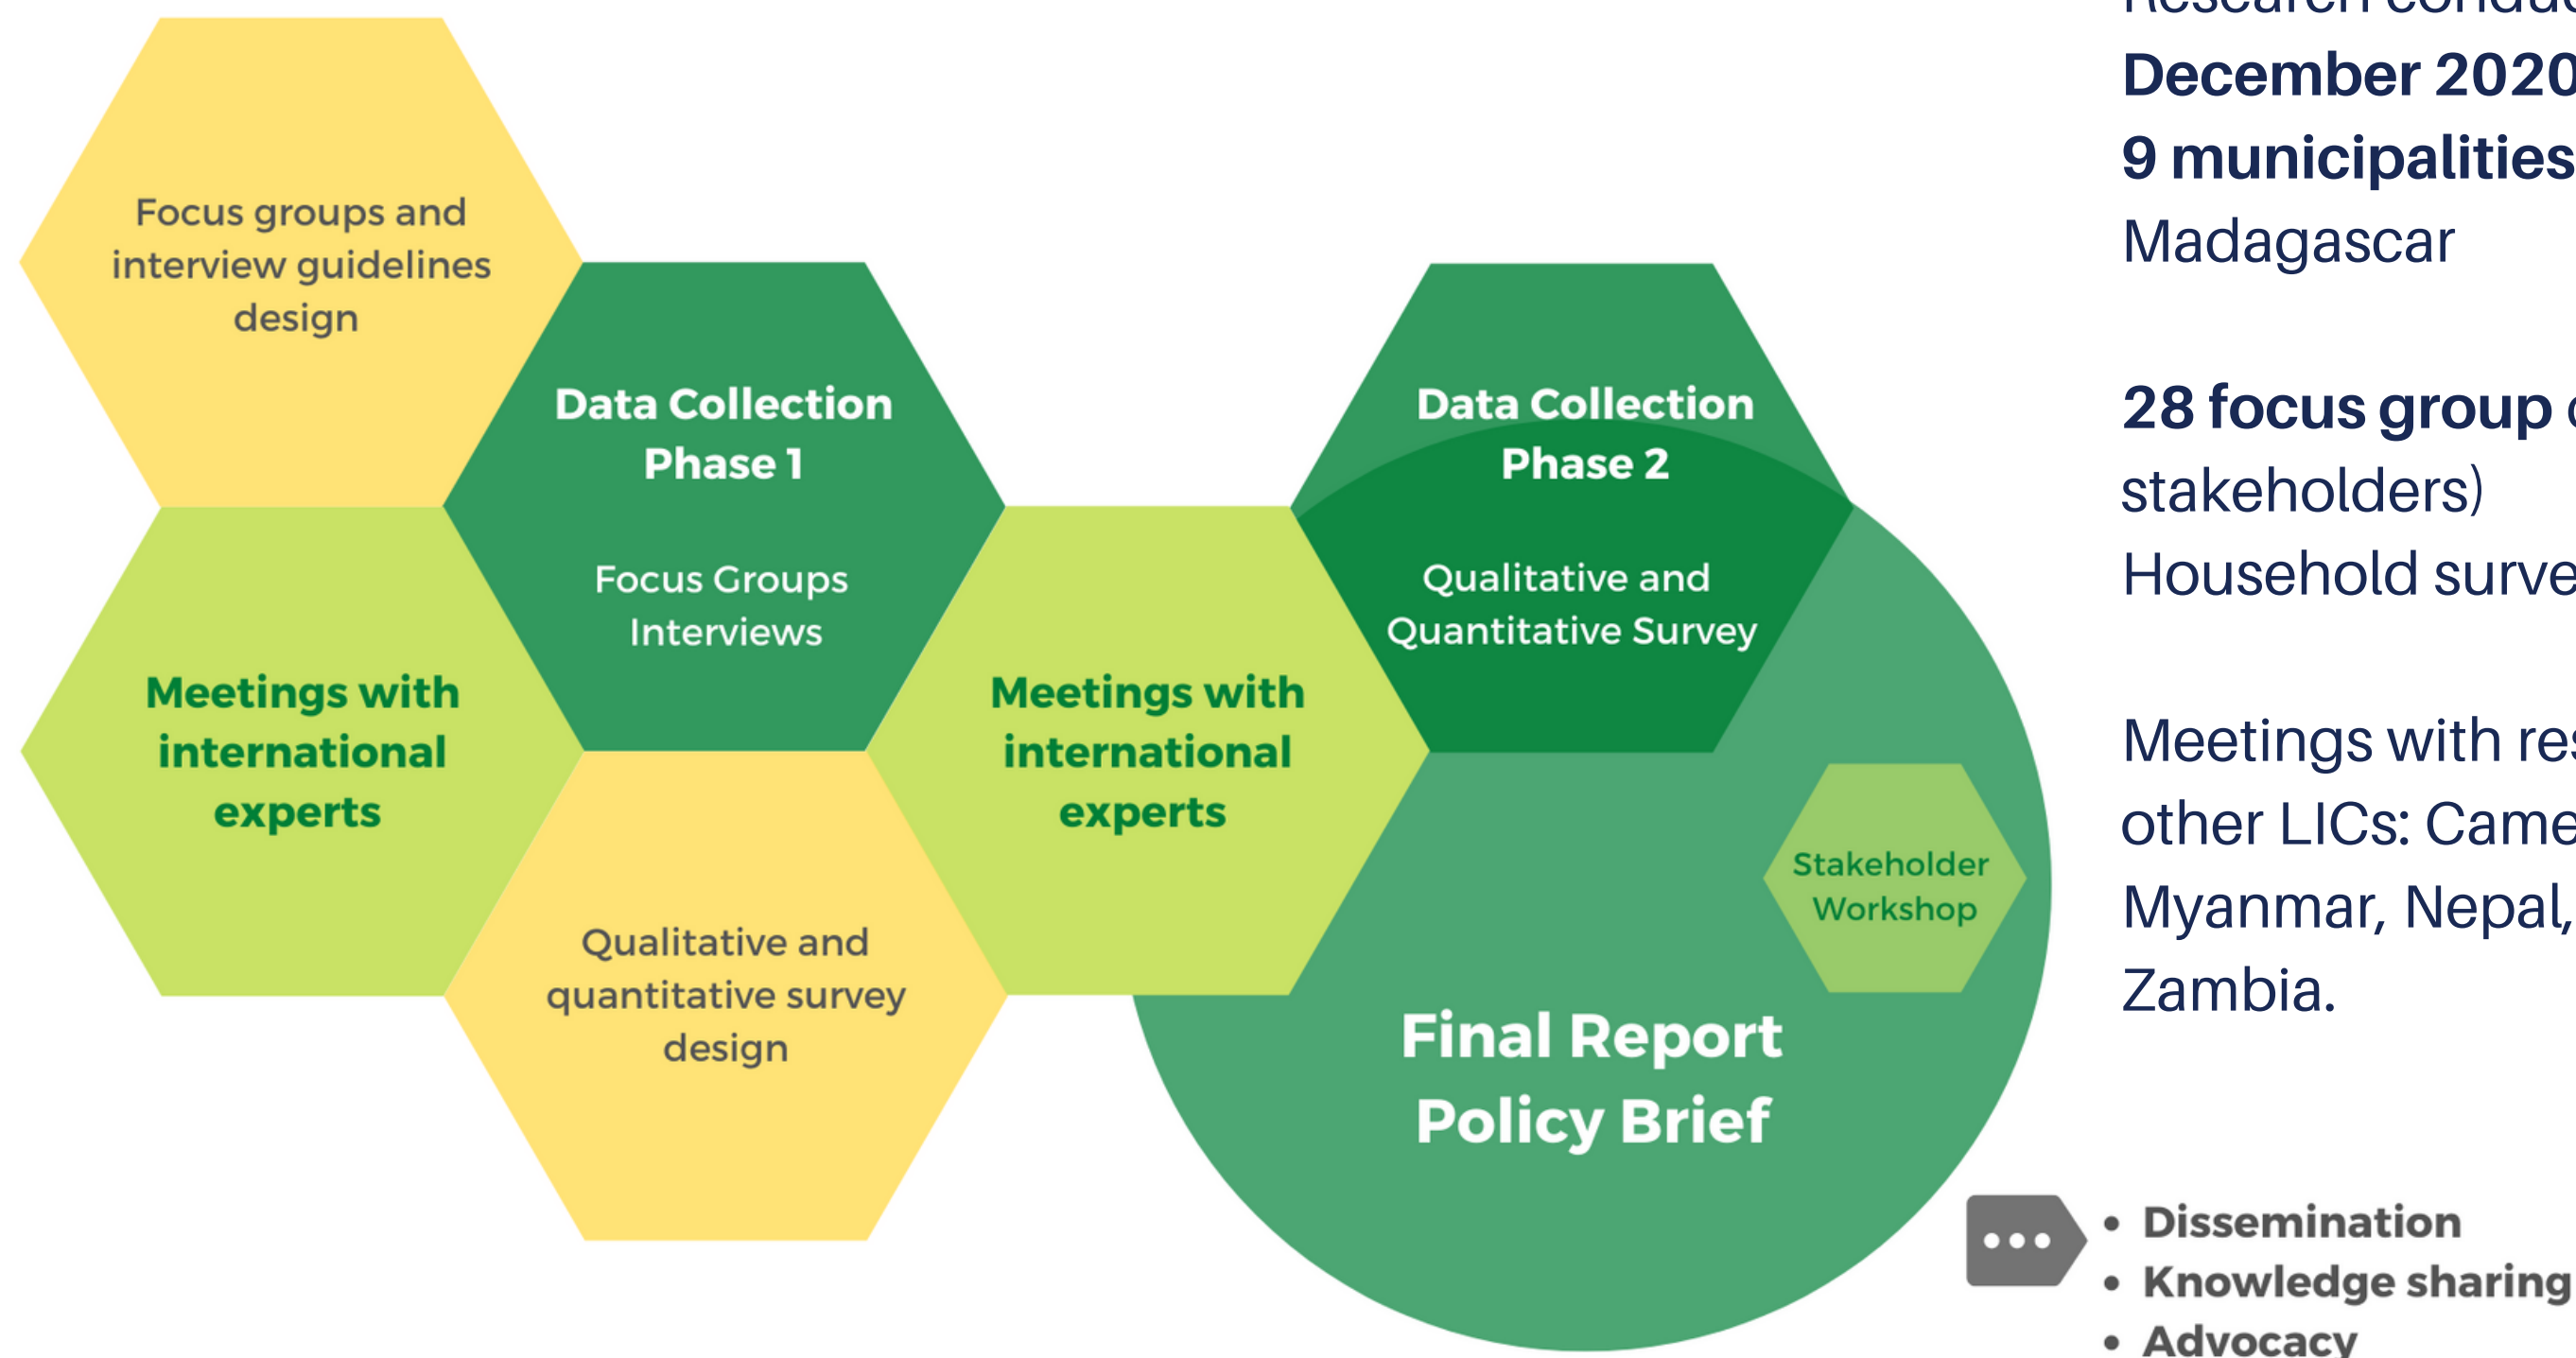 Focus groups and
interview guidelines
design
Meetings with
international
experts
Data Collection
Phase 1
Focus Groups
Interviews
Qualitative and
quantitative survey
design
Meetings with
international
experts
Data Collection
Phase 2
Qualitative and
Quantitative Survey
Stakeholder
Workshop
Final Report
Policy Brief
Research
December 2020
9 municipalities
Madagascar
28 focus group
stakeholders)
Household
Meetings with
other LICs:
Myanmar, Nepal,
Zambia.
• Dissemination
• Knowledge sharing
• Advocacy